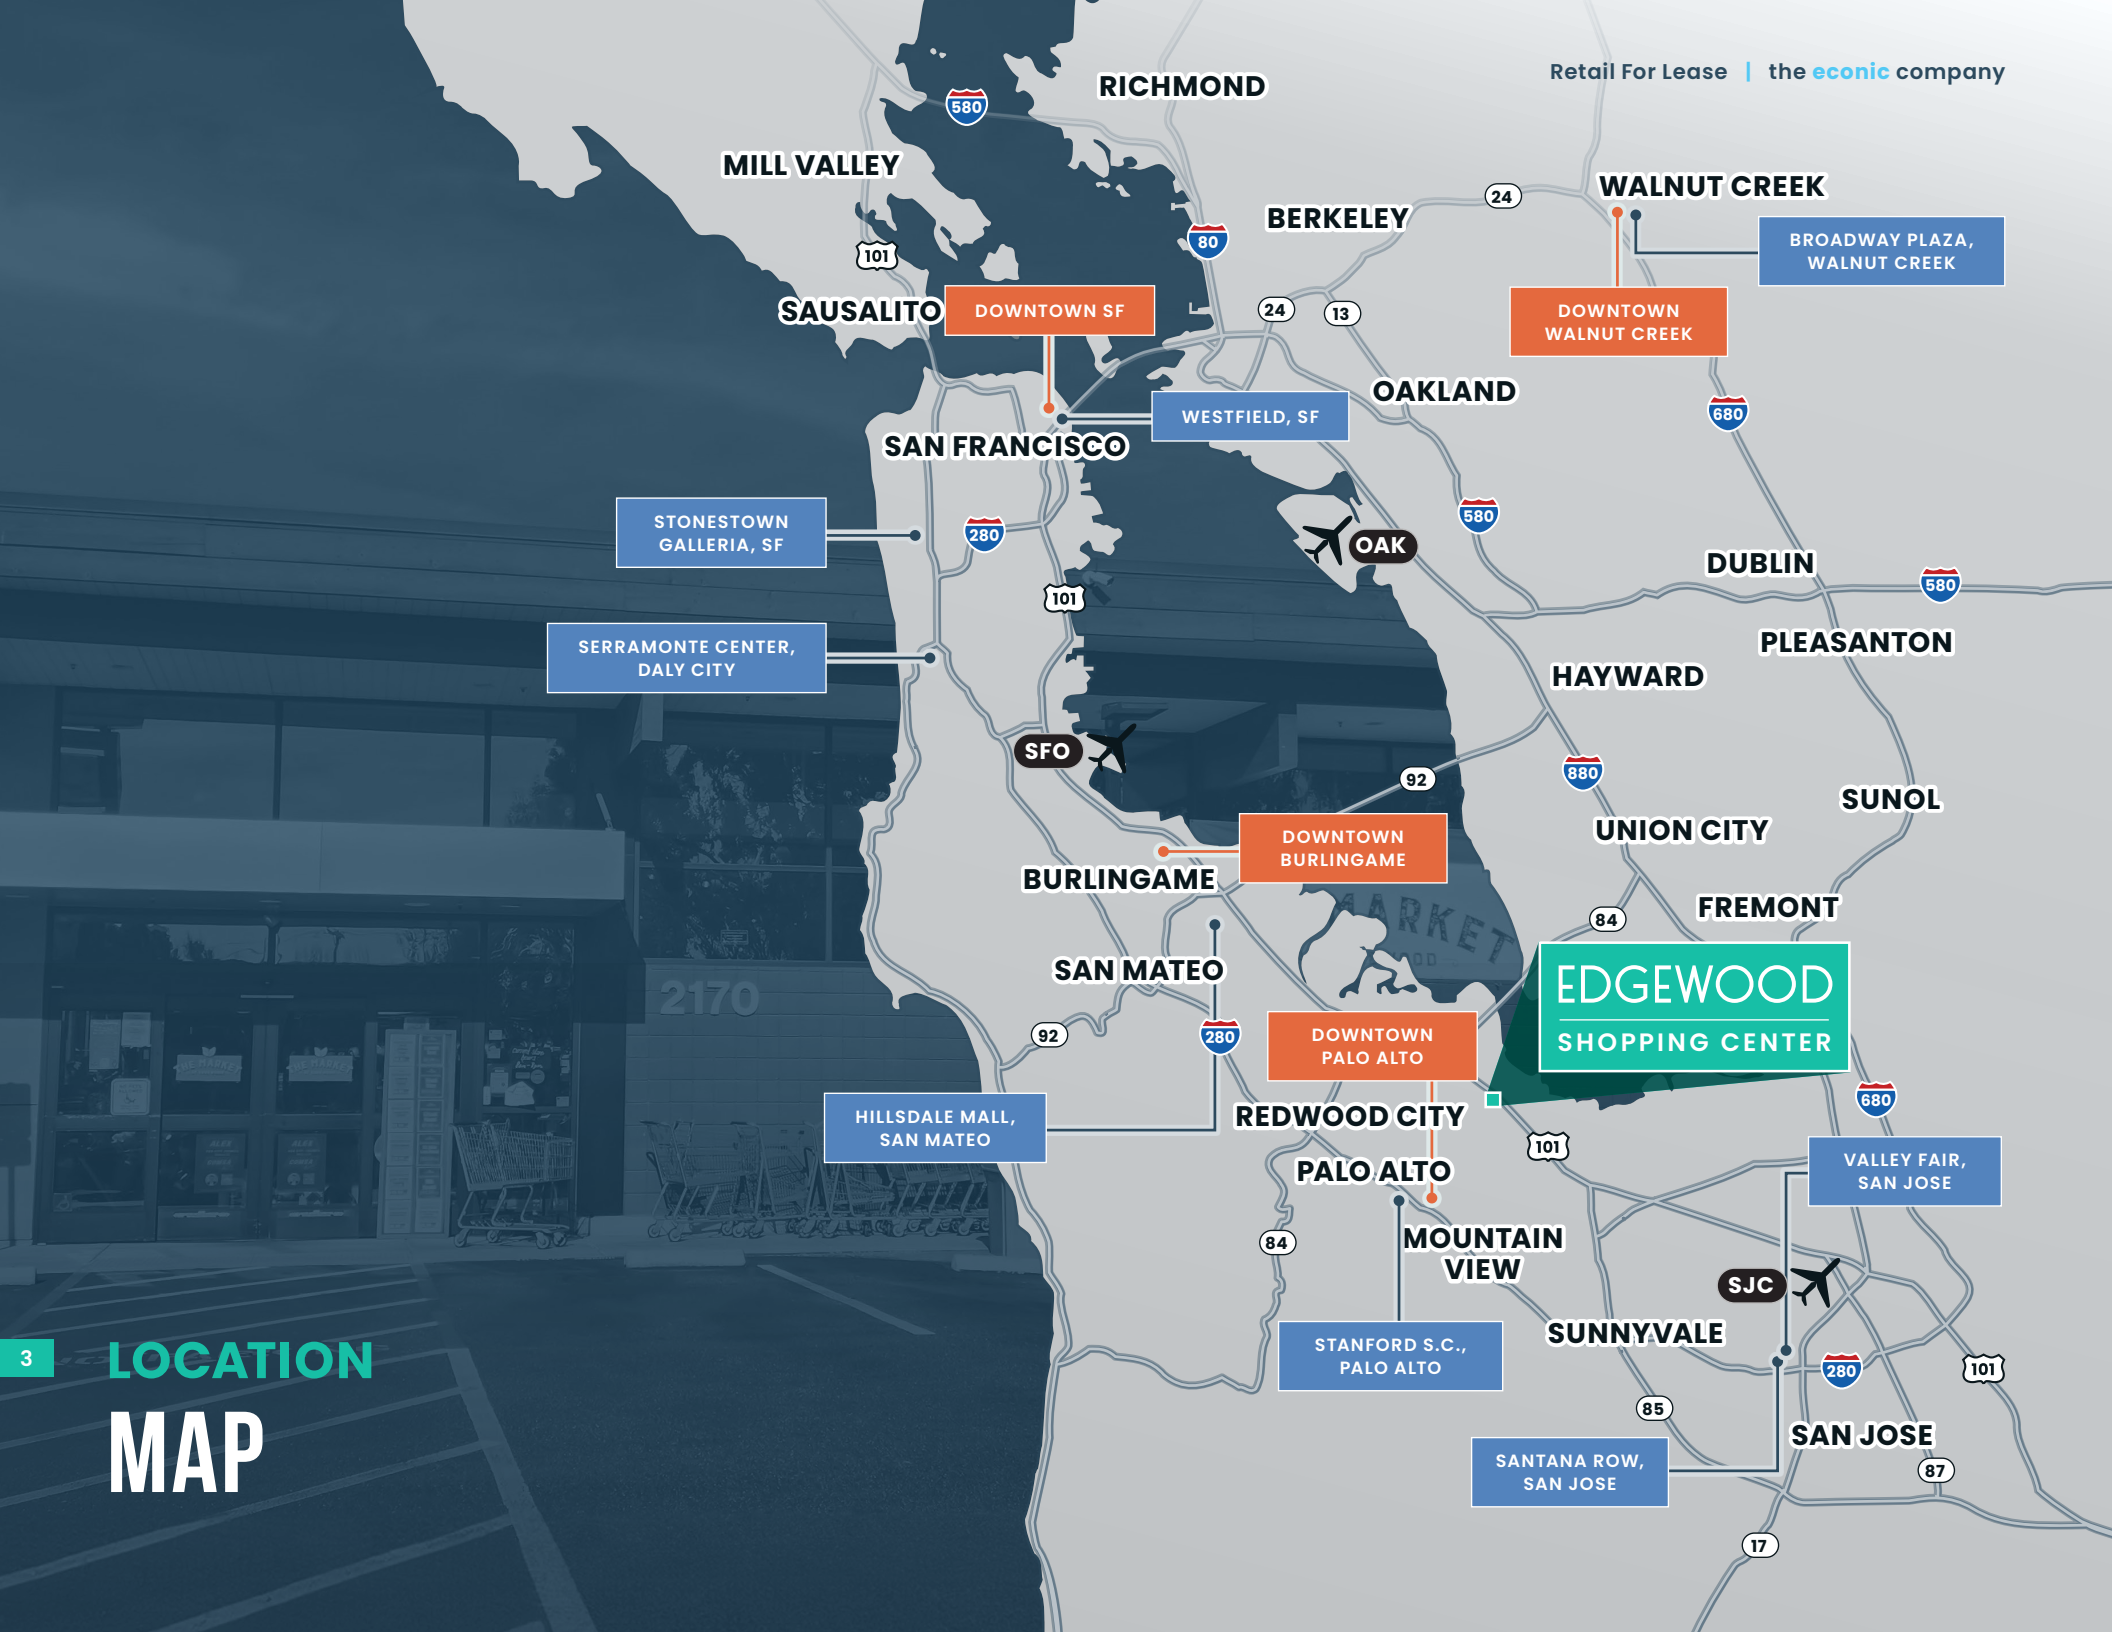 Retail For Lease | the econic company
RICHMOND
580
MILL VALLEY
WALNUT CREEK
24
BERKELEY
BROADWAY PLAZA,
WALNUT CREEK
80
101
SAUSALITO
DOWNTOWN SF
24
13
DOWNTOWN
WALNUT CREEK
OAKLAND
680
WESTFIELD, SF
SAN FRANCISCO
STONESTOWN
GALLERIA, SF
280
580
OAK
DUBLIN
580
101
SERRAMONTE CENTER,
DALY CITY
PLEASANTON
HAYWARD
SFO
92
880
SUNOL
UNION CITY
DOWNTOWN
BURLINGAME
BURLINGAME
MARKET
84
FREMONT
SAN MATEO
2170
EDGEWOOD
SHOPPING CENTER
92
280
DOWNTOWN
PALO ALTO
680
HILLSDALE MALL,
SAN MATEO
REDWOOD CITY
101
PALO ALTO
VALLEY FAIR,
SAN JOSE
84
MOUNTAIN
VIEW
SJC
SUNNYVALE
STANFORD S.C.,
PALO ALTO
280
101
85
SAN JOSE
SANTANA ROW,
SAN JOSE
87
17
3
LOCATION
MAP